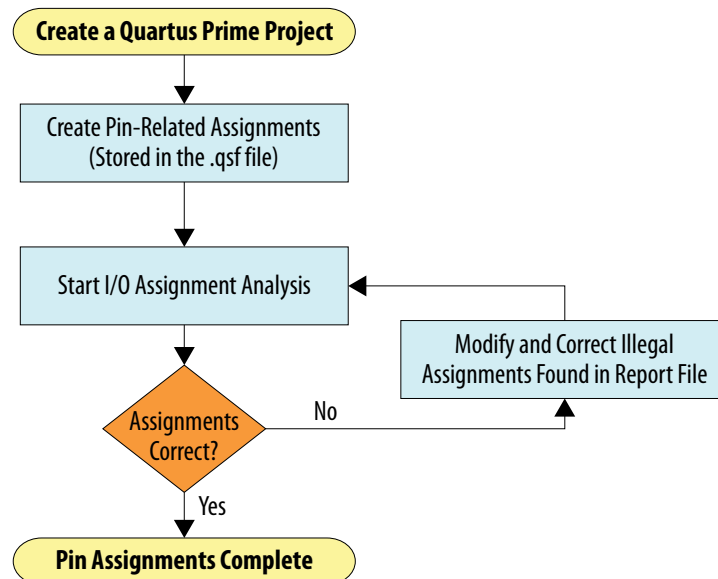 Create a Quartus Prime Project
Create Pin-Related Assignments
(Stored in the .qsf file)
Start I/O Assignment Analysis
Modify and Correct Illegal
Assignments Found in Report File
Assignments
Correct?
No
Yes
Pin Assignments Complete